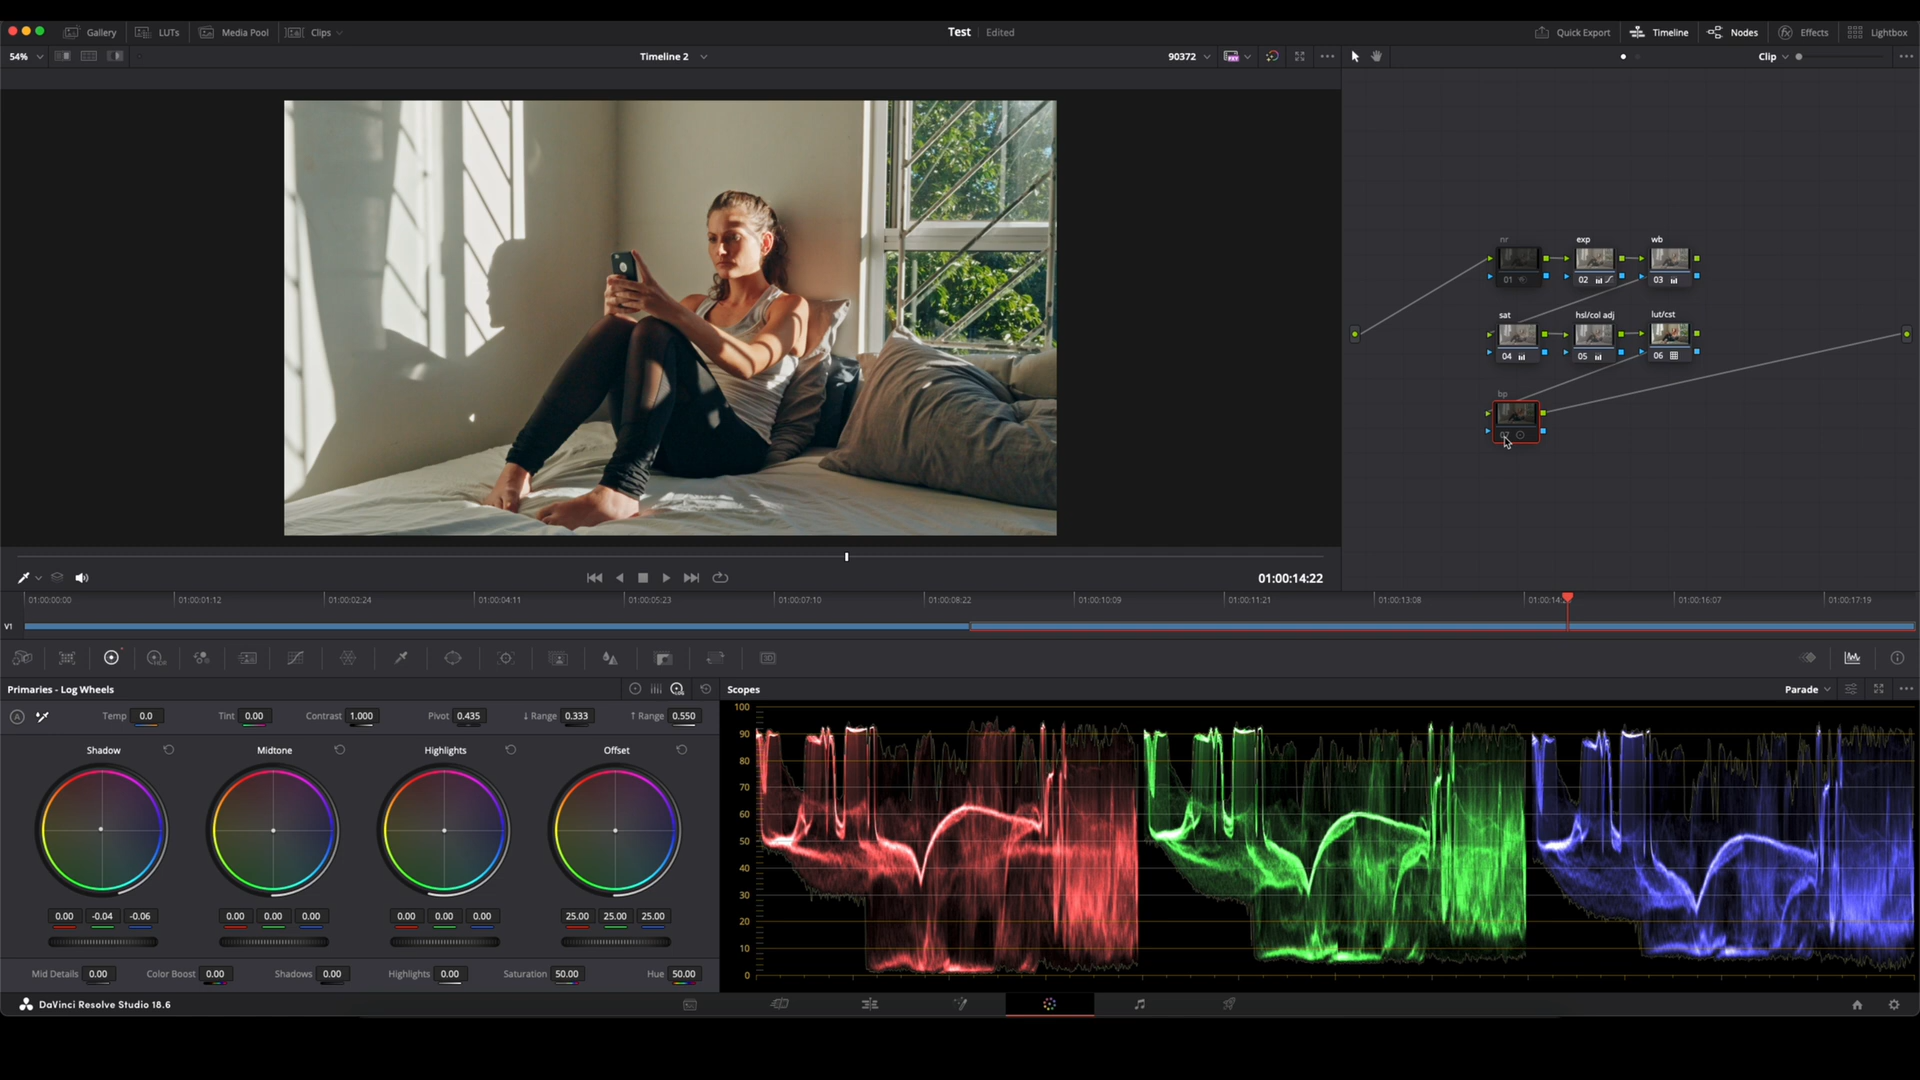 Gallery LUTs Media Pool Clips Test Edited Quick Export Timeline Nodes Effects Lightbox
54% Timeline 2 90372 Clip
nr exp wb
01 02 03
sat hsl/col adj lut/cst
04 05 06
bp
07
01:00:14:22
01:00:00:00 01:00:01:12 01:00:02:24 01:00:04:11 01:00:05:23 01:00:07:10 01:00:08:22 01:00:10:09 01:00:11:21 01:00:13:08 01:00:14: 01:00:16:07 01:00:17:19
V1
Primaries - Log Wheels Scopes Parade
A Temp 0.0 Tint 0.00 Contrast 1.000 Pivot 0.435 ↓ Range 0.333 ↑ Range 0.550
Shadow Midtone Highlights Offset
0.00 -0.04 -0.06 0.00 0.00 0.00 0.00 0.00 0.00 25.00 25.00 25.00
Mid Details 0.00 Color Boost 0.00 Shadows 0.00 Highlights 0.00 Saturation 50.00 Hue 50.00
100
90
80
70
60
50
40
30
20
10
0
DaVinci Resolve Studio 18.6